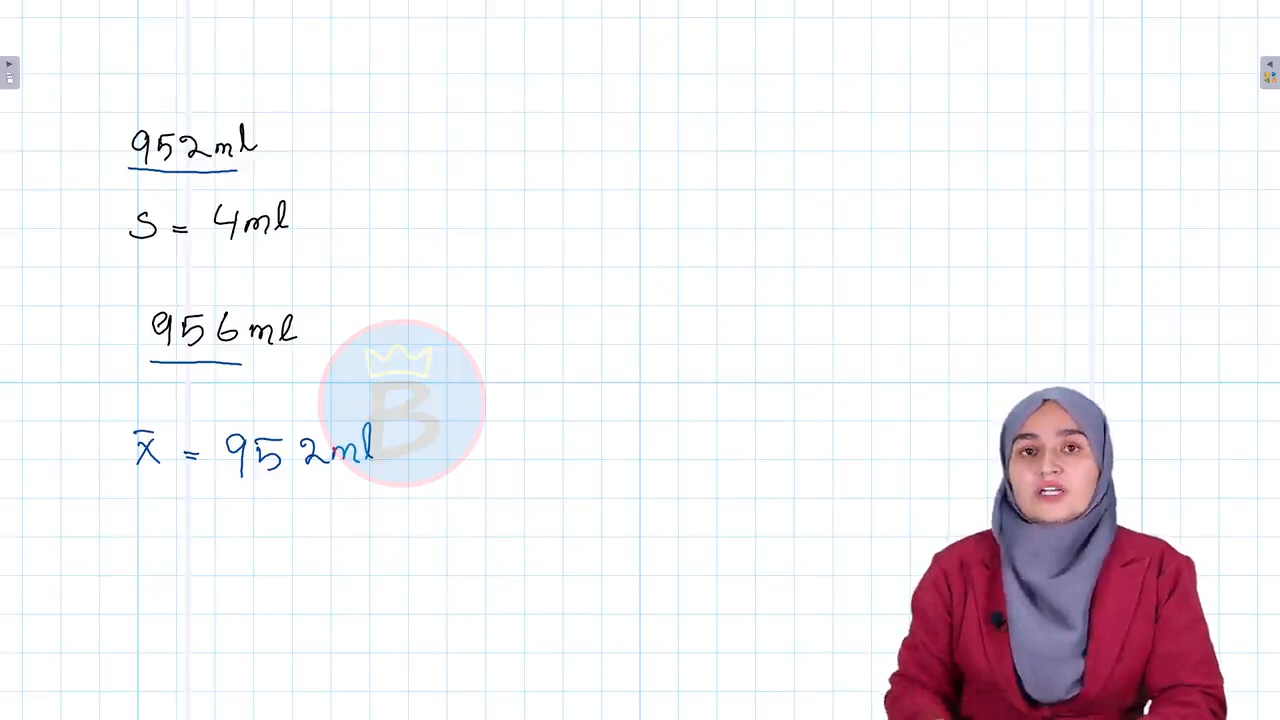 952ml
S = 4ml
956ml
x̄ = 952ml
B